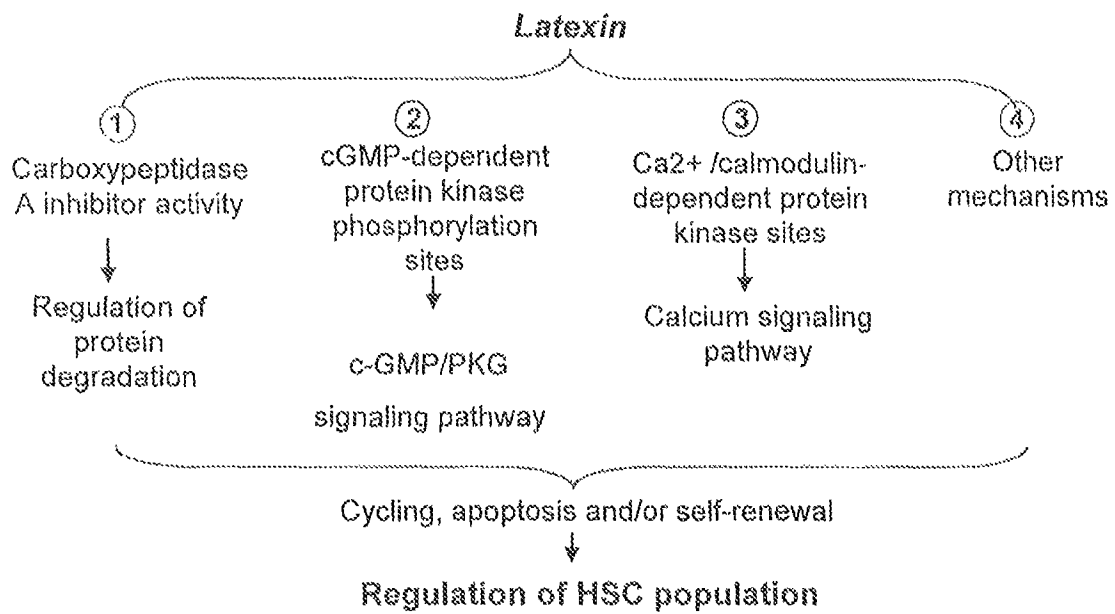 Latexin
1
Carboxypeptidase
A inhibitor activity
Regulation of
protein
degradation
2
cGMP-dependent
protein kinase
phosphorylation
sites
c-GMP/PKG
signaling pathway
3
Ca2+ /calmodulin-
dependent protein
kinase sites
Calcium signaling
pathway
4
Other
mechanisms
Cycling, apoptosis and/or self-renewal
Regulation of HSC population